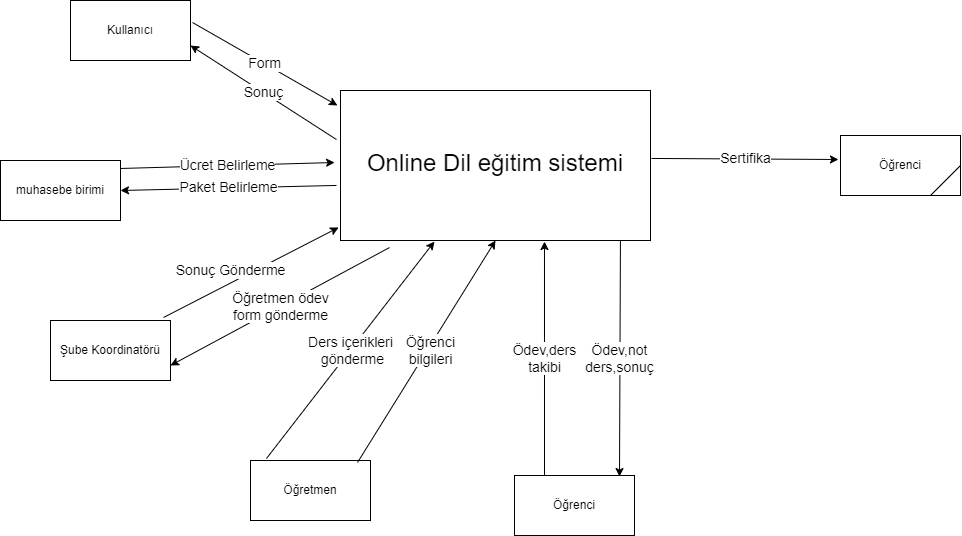 Kullanıcı
Form
Sonuç
Online Dil eğitim sistemi
Sertifika
Öğrenci
Ücret Belirleme
Paket Belirleme
muhasebe birimi
Sonuç Gönderme
Öğretmen ödev
form gönderme
Şube Koordinatörü
Ders içerikleri
gönderme
Öğrenci
bilgileri
Ödev,ders
takibi
Ödev,not
ders,sonuç
Öğretmen
Öğrenci